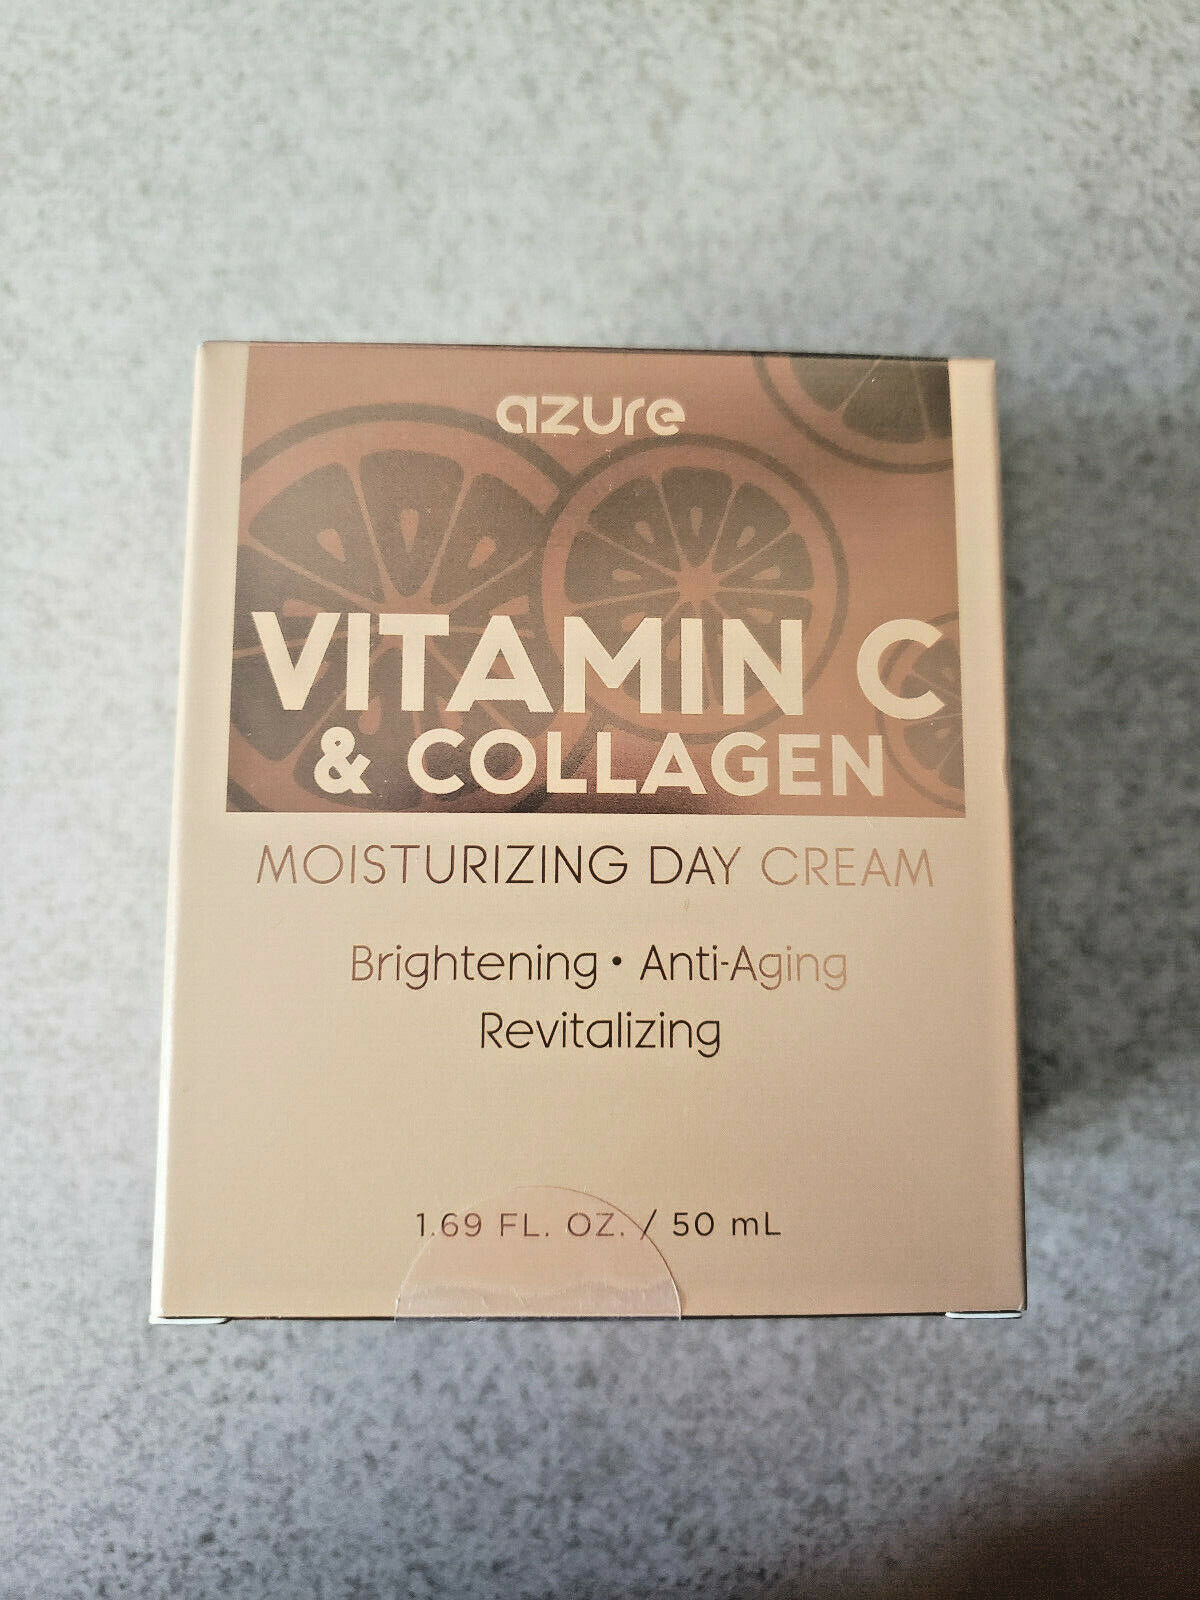 azure
VITAMIN C
& COLLAGEN
MOISTURIZING DAY CREAM
Brightening • Anti-Aging
Revitalizing
1.69 FL. OZ. / 50 mL